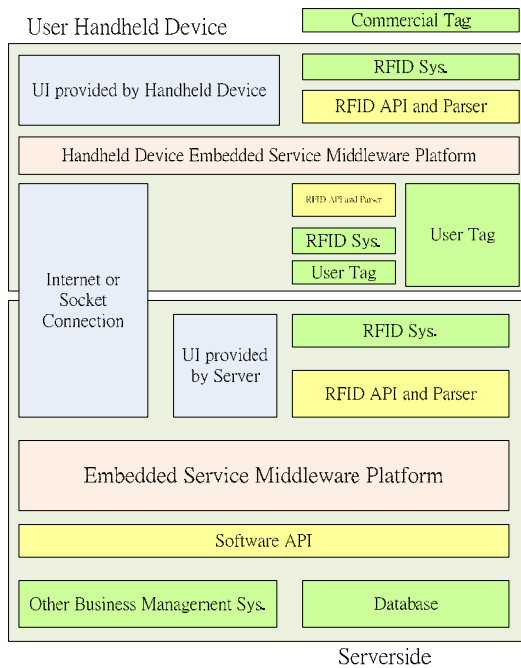 User Handheld Device
Commercial Tag
UI provided by Handheld Device
RFID Sys.
RFID API and Parser
Handheld Device Embedded Service Middleware Platform
Internet or
Socket
Connection
RFID API and Parser
RFID Sys.
User Tag
User Tag
UI provided
by Server
RFID Sys.
RFID API and Parser
Embedded Service Middleware Platform
Software API
Other Business Management Sys.
Database
Serverside